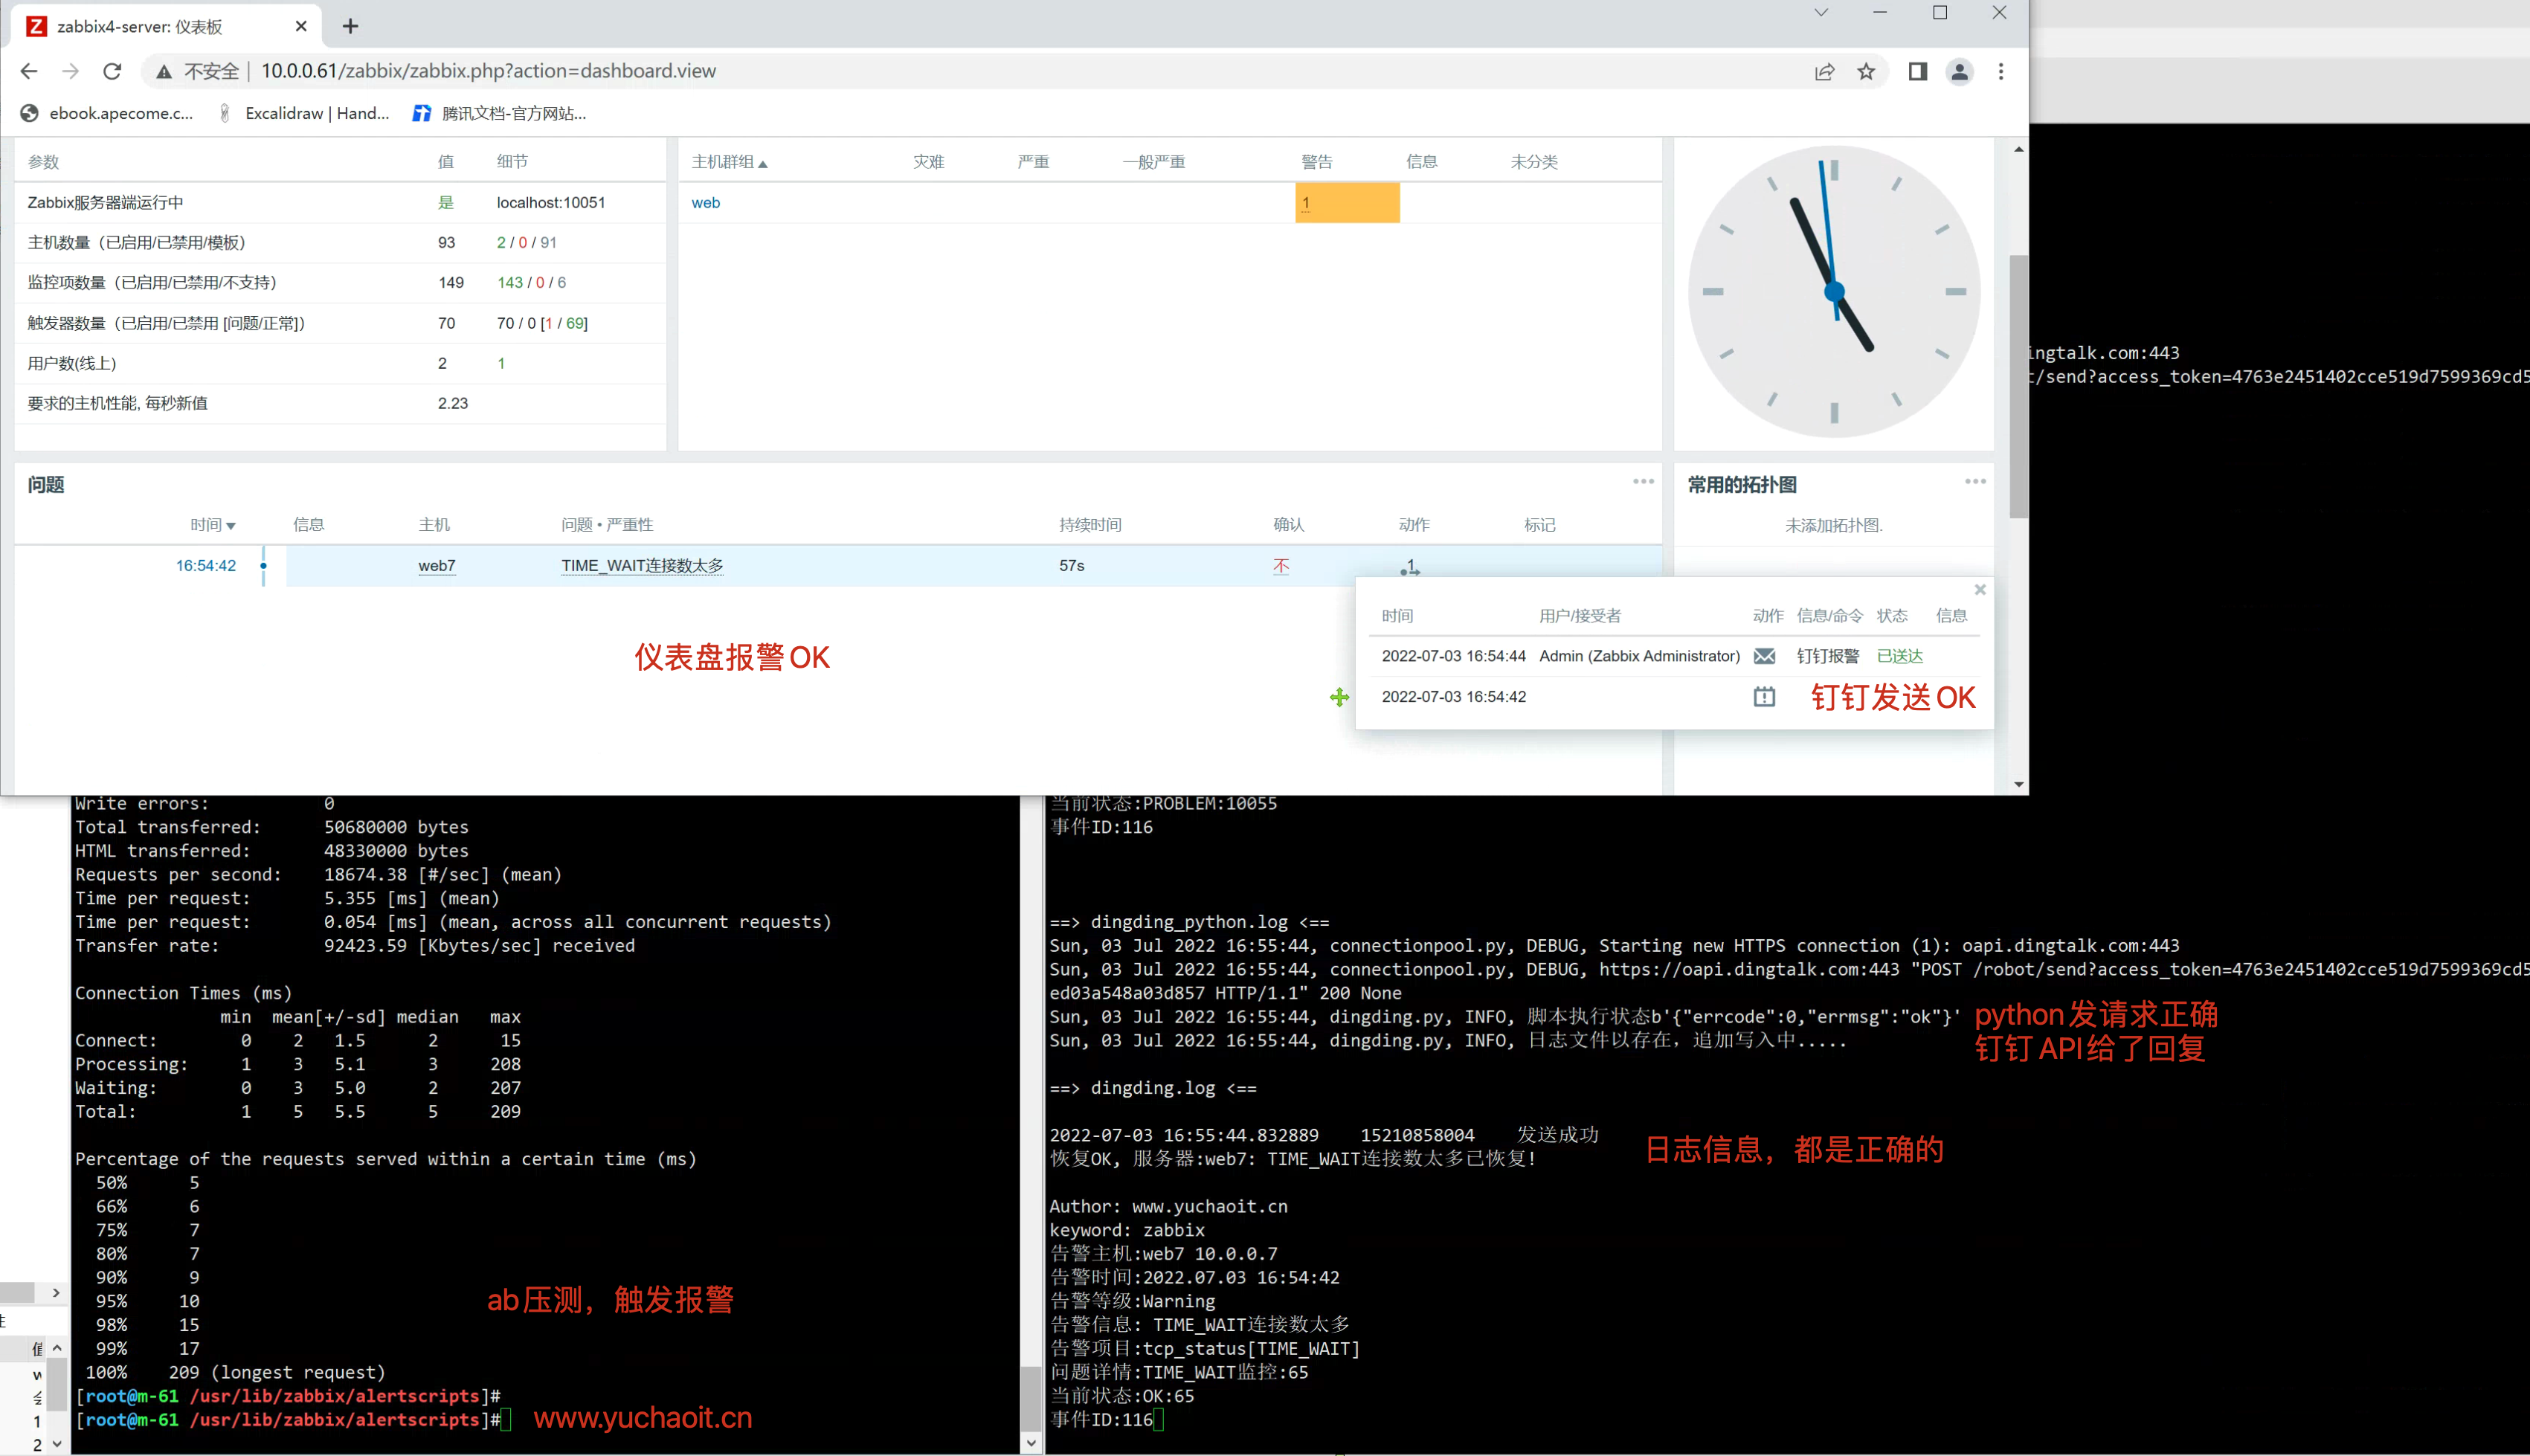 zabbix4-server: 仪表板
不安全 | 10.0.0.61/zabbix/zabbix.php?action=dashboard.view
ebook.apecome.c... Excalidraw | Hand... 腾讯文档-官方网站...
参数 值 细节
Zabbix服务器端运行中 是 localhost:10051
主机数量（已启用/已禁用/模板） 93 2 / 0 / 91
监控项数量（已启用/已禁用/不支持） 149 143 / 0 / 6
触发器数量（已启用/已禁用 [问题/正常]） 70 70 / 0 [1 / 69]
用户数(线上) 2 1
要求的主机性能, 每秒新值 2.23
主机群组 灾难 严重 一般严重 警告 信息 未分类
web 1
问题
时间 信息 主机 问题 • 严重性 持续时间 确认 动作 标记
16:54:42 web7 TIME_WAIT连接数太多 57s 不 1
常用的拓扑图
未添加拓扑图.
时间 用户/接受者 动作 信息/命令 状态 信息
2022-07-03 16:54:44 Admin (Zabbix Administrator) 钉钉报警 已送达
2022-07-03 16:54:42 钉钉发送OK
仪表盘报警OK
ingtalk.com:443
/send?access_token=4763e2451402cce519d7599369cd5
Write errors: 0
Total transferred: 50680000 bytes
HTML transferred: 48330000 bytes
Requests per second: 18674.38 [#/sec] (mean)
Time per request: 5.355 [ms] (mean)
Time per request: 0.054 [ms] (mean, across all concurrent requests)
Transfer rate: 92423.59 [Kbytes/sec] received
Connection Times (ms)
min mean[+/-sd] median max
Connect: 0 2 1.5 2 15
Processing: 1 3 5.1 3 208
Waiting: 0 3 5.0 2 207
Total: 1 5 5.5 5 209
Percentage of the requests served within a certain time (ms)
50% 5
66% 6
75% 7
80% 7
90% 9
95% 10
98% 15
99% 17
100% 209 (longest request)
ab压测，触发报警
[root@m-61 /usr/lib/zabbix/alertscripts]#
[root@m-61 /usr/lib/zabbix/alertscripts]#
www.yuchaoit.cn
当前状态:PROBLEM:10055
事件ID:116
==> dingding_python.log <==
Sun, 03 Jul 2022 16:55:44, connectionpool.py, DEBUG, Starting new HTTPS connection (1): oapi.dingtalk.com:443
Sun, 03 Jul 2022 16:55:44, connectionpool.py, DEBUG, https://oapi.dingtalk.com:443 "POST /robot/send?access_token=4763e2451402cce519d7599369cd5
ed03a548a03d857 HTTP/1.1" 200 None
Sun, 03 Jul 2022 16:55:44, dingding.py, INFO, 脚本执行状态b'{"errcode":0,"errmsg":"ok"}'
Sun, 03 Jul 2022 16:55:44, dingding.py, INFO, 日志文件以存在，追加写入中.....
python发请求正确
钉钉API给了回复
==> dingding.log <==
2022-07-03 16:55:44.832889 15210858004 发送成功
恢复OK, 服务器:web7: TIME_WAIT连接数太多已恢复!
日志信息，都是正确的
Author: www.yuchaoit.cn
keyword: zabbix
告警主机:web7 10.0.0.7
告警时间:2022.07.03 16:54:42
告警等级:Warning
告警信息: TIME_WAIT连接数太多
告警项目:tcp_status[TIME_WAIT]
问题详情:TIME_WAIT监控:65
当前状态:OK:65
事件ID:116